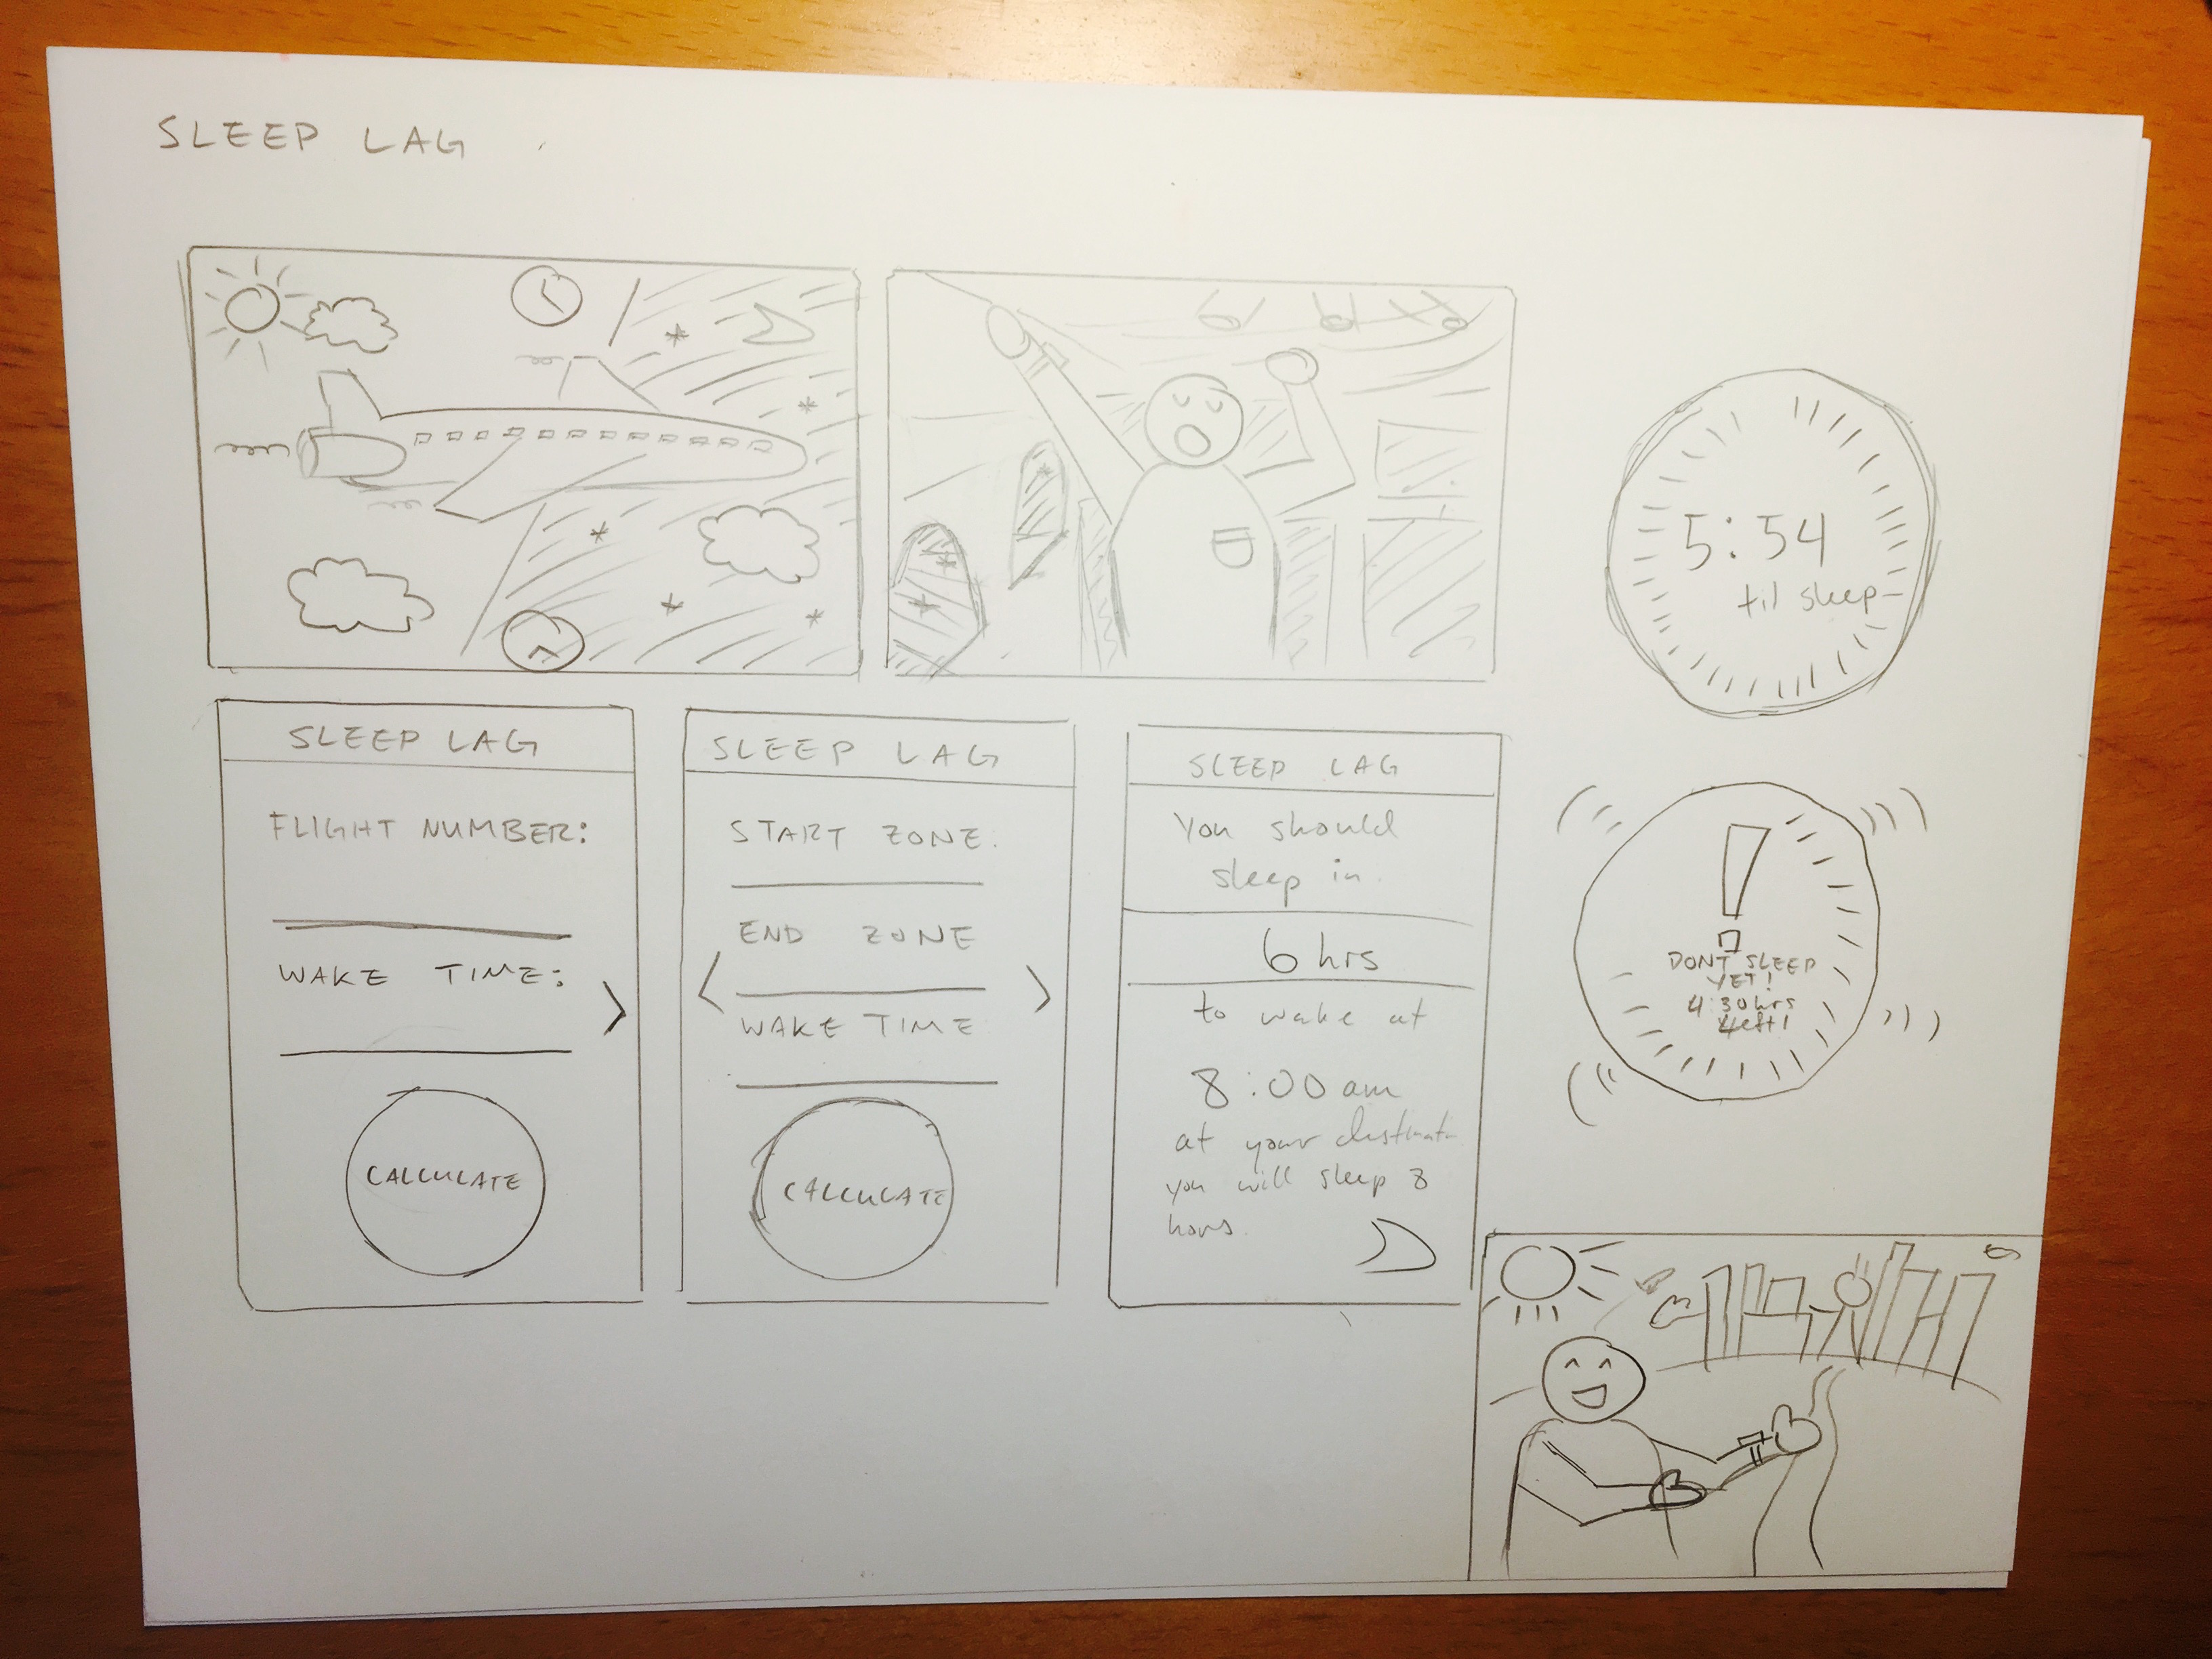 SLEEP LAG
5:54
til sleep
SLEEP LAG
FLIGHT NUMBER:
WAKE TIME:
CALCULATE
SLEEP LAG
START ZONE:
END ZONE
WAKE TIME
CALCULATE
SLEEP LAG
You should
sleep in
6 hrs
to wake at
8:00 am
at your
you will sleep 8
hours.
DONT SLEEP
YET!
4:30hrs
left!